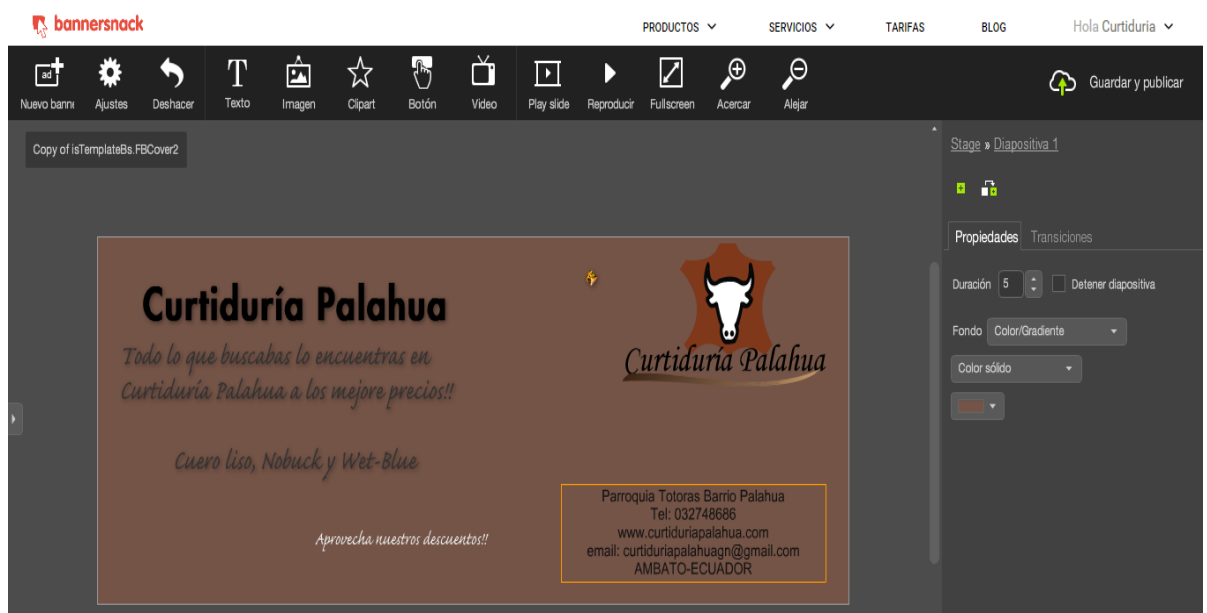 bannersnack
PRODUCTOS SERVICIOS TARIFAS BLOG Hola Curtiduria
ad
Nuevo bann Ajustes Deshacer Texto Imagen Clipart Botón Video Play slide Reproducir Fullscreen Acercar Alejar Guardar y publicar
Copy of isTemplateBs.FBCover2
Stage » Diapositiva 1
Propiedades Transiciones
Duración 5 Detener diapositiva
Fondo Color/Gradiente
Color sólido
Curtiduría Palahua
Todo lo que buscabas lo encuentras en
Curtiduría Palahua a los mejore precios!!
Cuero liso, Nobuck y Wet-Blue
Aprovecha nuestros descuentos!!
Curtiduría Palahua
Parroquia Totoras Barrio Palahua
Tel: 032748686
www.curtiduriapalahua.com
email: curtiduriapalahuagn@gmail.com
AMBATO-ECUADOR